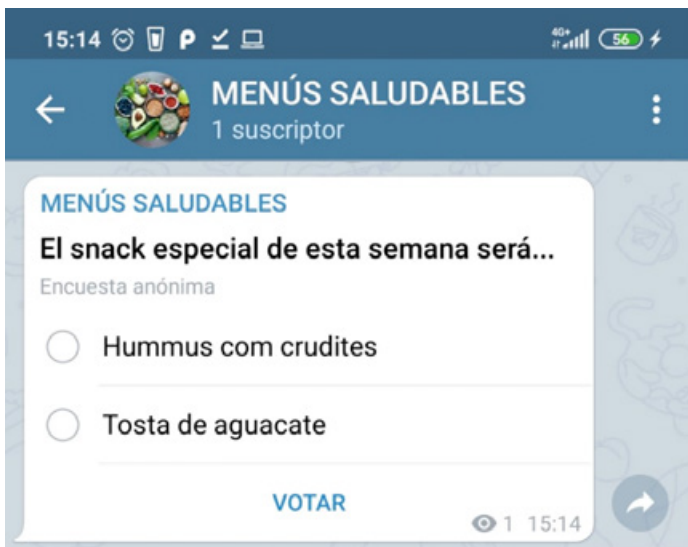 15:14
4G+
56
MENÚS SALUDABLES
1 suscriptor
MENÚS SALUDABLES
El snack especial de esta semana será...
Encuesta anónima
Hummus com crudites
Tosta de aguacate
VOTAR
1 15:14